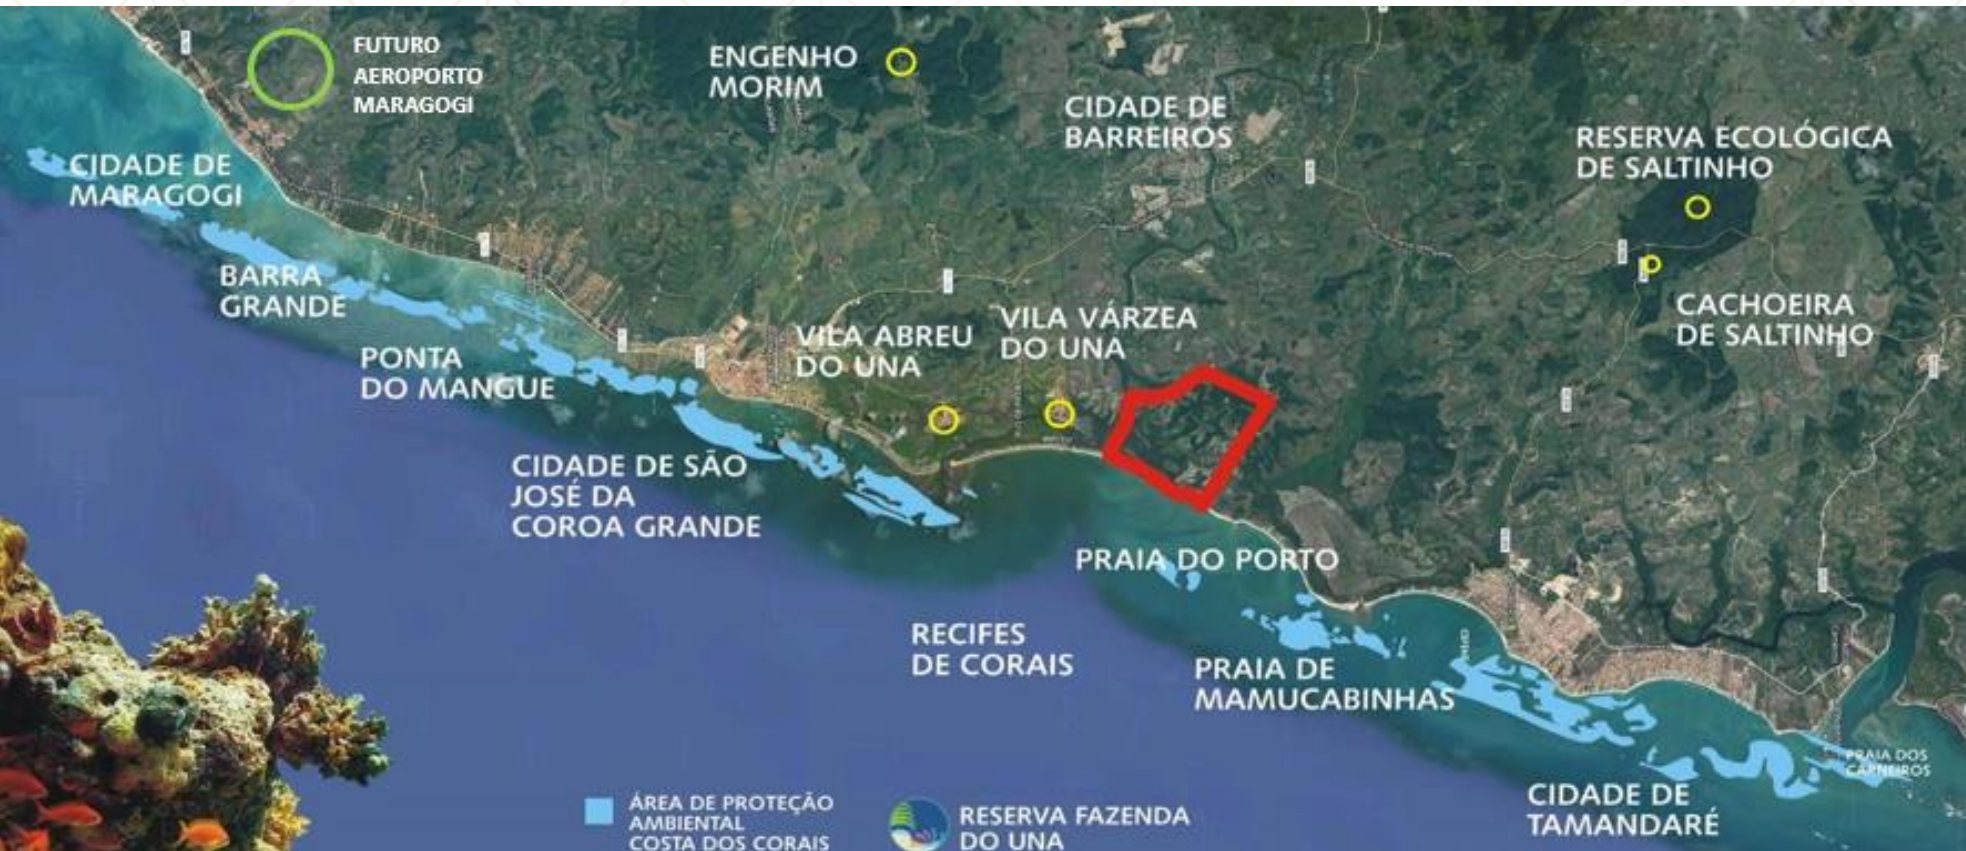 FUTURO
AEROPORTO
MARAGOGI
ENGENHO
MORIM
CIDADE DE
BARREIROS
RESERVA ECOLÓGICA
DE SALTINHO
CIDADE DE
MARAGOGI
BARRA
GRANDE
VILA ABREU
DO UNA
VILA VÁRZEA
DO UNA
CACHOEIRA
DE SALTINHO
PONTA
DO MANGUE
CIDADE DE SÃO
JOSÉ DA
COROA GRANDE
PRAIA DO PORTO
RECIFES
DE CORAIS
PRAIA DE
MAMUCABINHAS
PRAIA DOS
CARNEIROS
CIDADE DE
TAMANDARÉ
ÁREA DE PROTEÇÃO
AMBIENTAL
COSTA DOS CORAIS
RESERVA FAZENDA
DO UNA